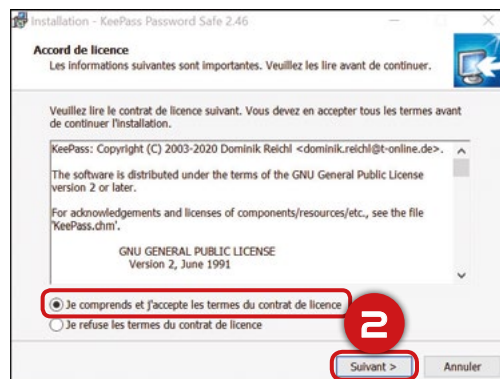 Installation - KeePass Password Safe 2.46
Accord de licence
Les informations suivantes sont importantes. Veuillez les lire avant de continuer.
Veuillez lire le contrat de licence suivant. Vous devez en accepter tous les termes avant
de continuer l'installation.
KeePass: Copyright (C) 2003-2020 Dominik Reichl <dominik.reichl@t-online.de>.
The software is distributed under the terms of the GNU General Public License
version 2 or later.
For acknowledgements and licenses of components/resources/etc., see the file
'KeePass.chm'.
GNU GENERAL PUBLIC LICENSE
Version 2, June 1991
Je comprends et j'accepte les termes du contrat de licence
Je refuse les termes du contrat de licence
2
Suivant >
Annuler